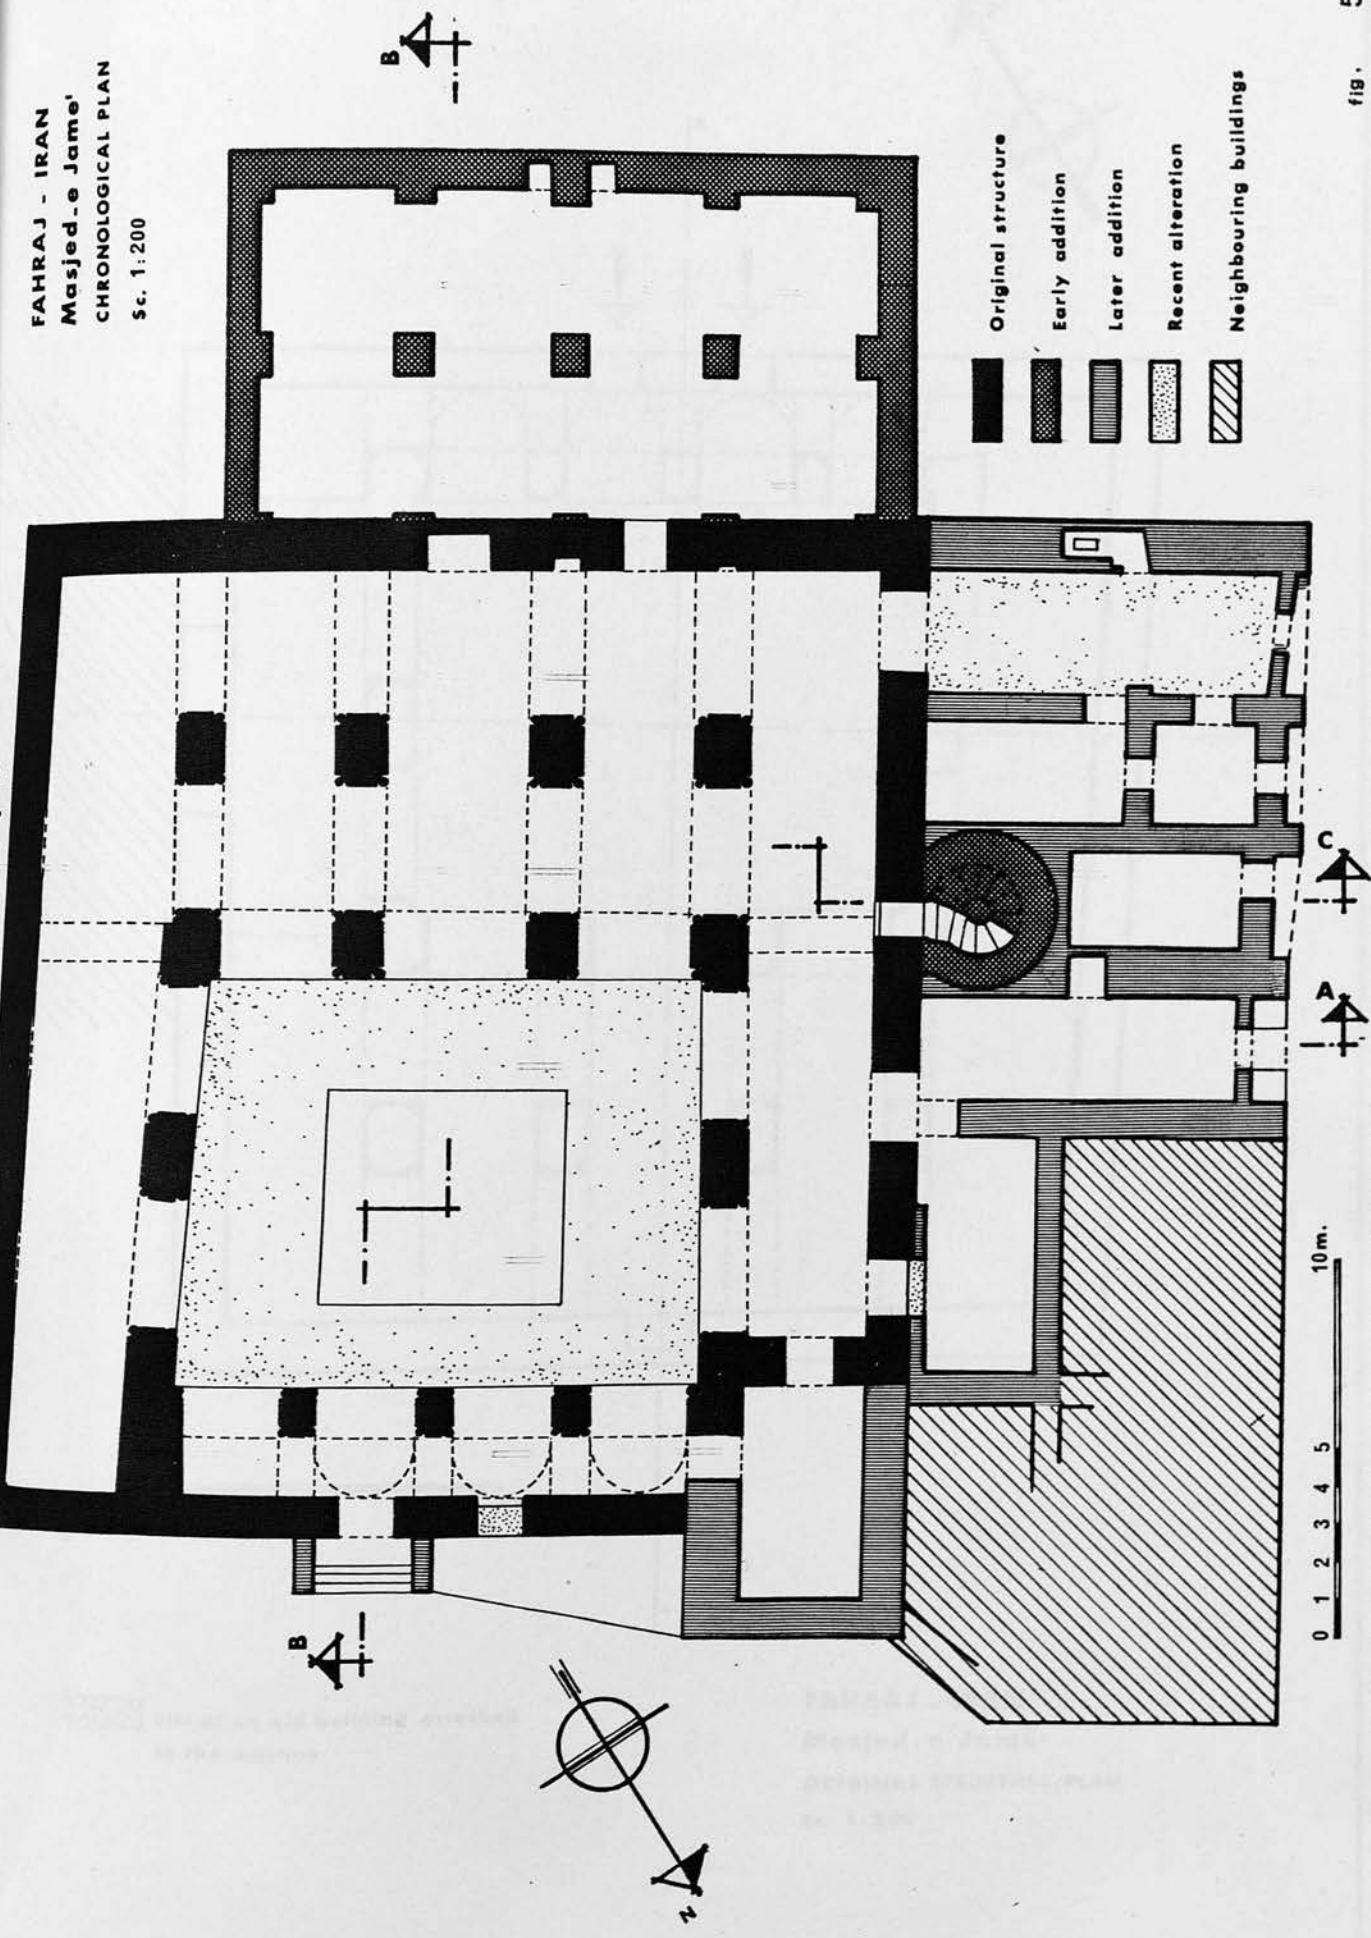 FAHRAJ - IRAN
Masjed-e Jame'
CHRONOLOGICAL PLAN
Sc. 1:200
B
Original structure
Early addition
Later addition
Recent alteration
Neighbouring buildings
fig. 5
C
A
B
N
0 1 2 3 4 5 10m.